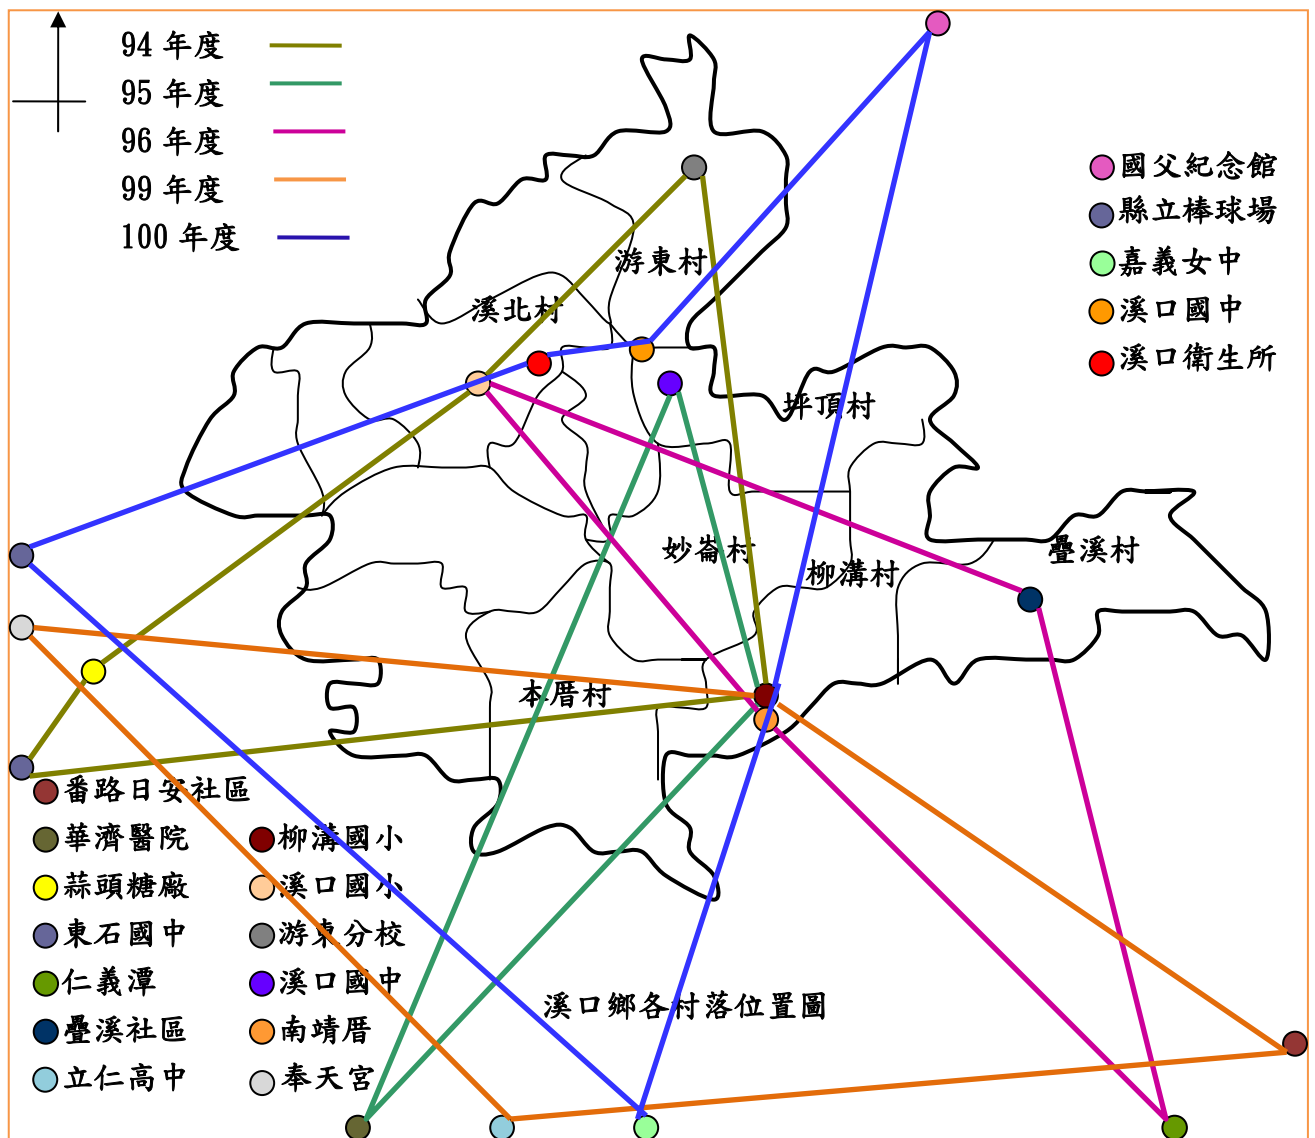 94 年度
95 年度
96 年度
99 年度
100 年度
國父紀念館
縣立棒球場
嘉義女中
溪口國中
溪口衛生所
游東村
溪北村
坪頂村
妙崙村
柳溝村
疊溪村
本厝村
番路日安社區
華濟醫院
柳溝國小
蒜頭糖廠
溪口國小
東石國中
游東分校
仁義潭
溪口國中
疊溪社區
南靖厝
立仁高中
奉天宮
溪口鄉各村落位置圖